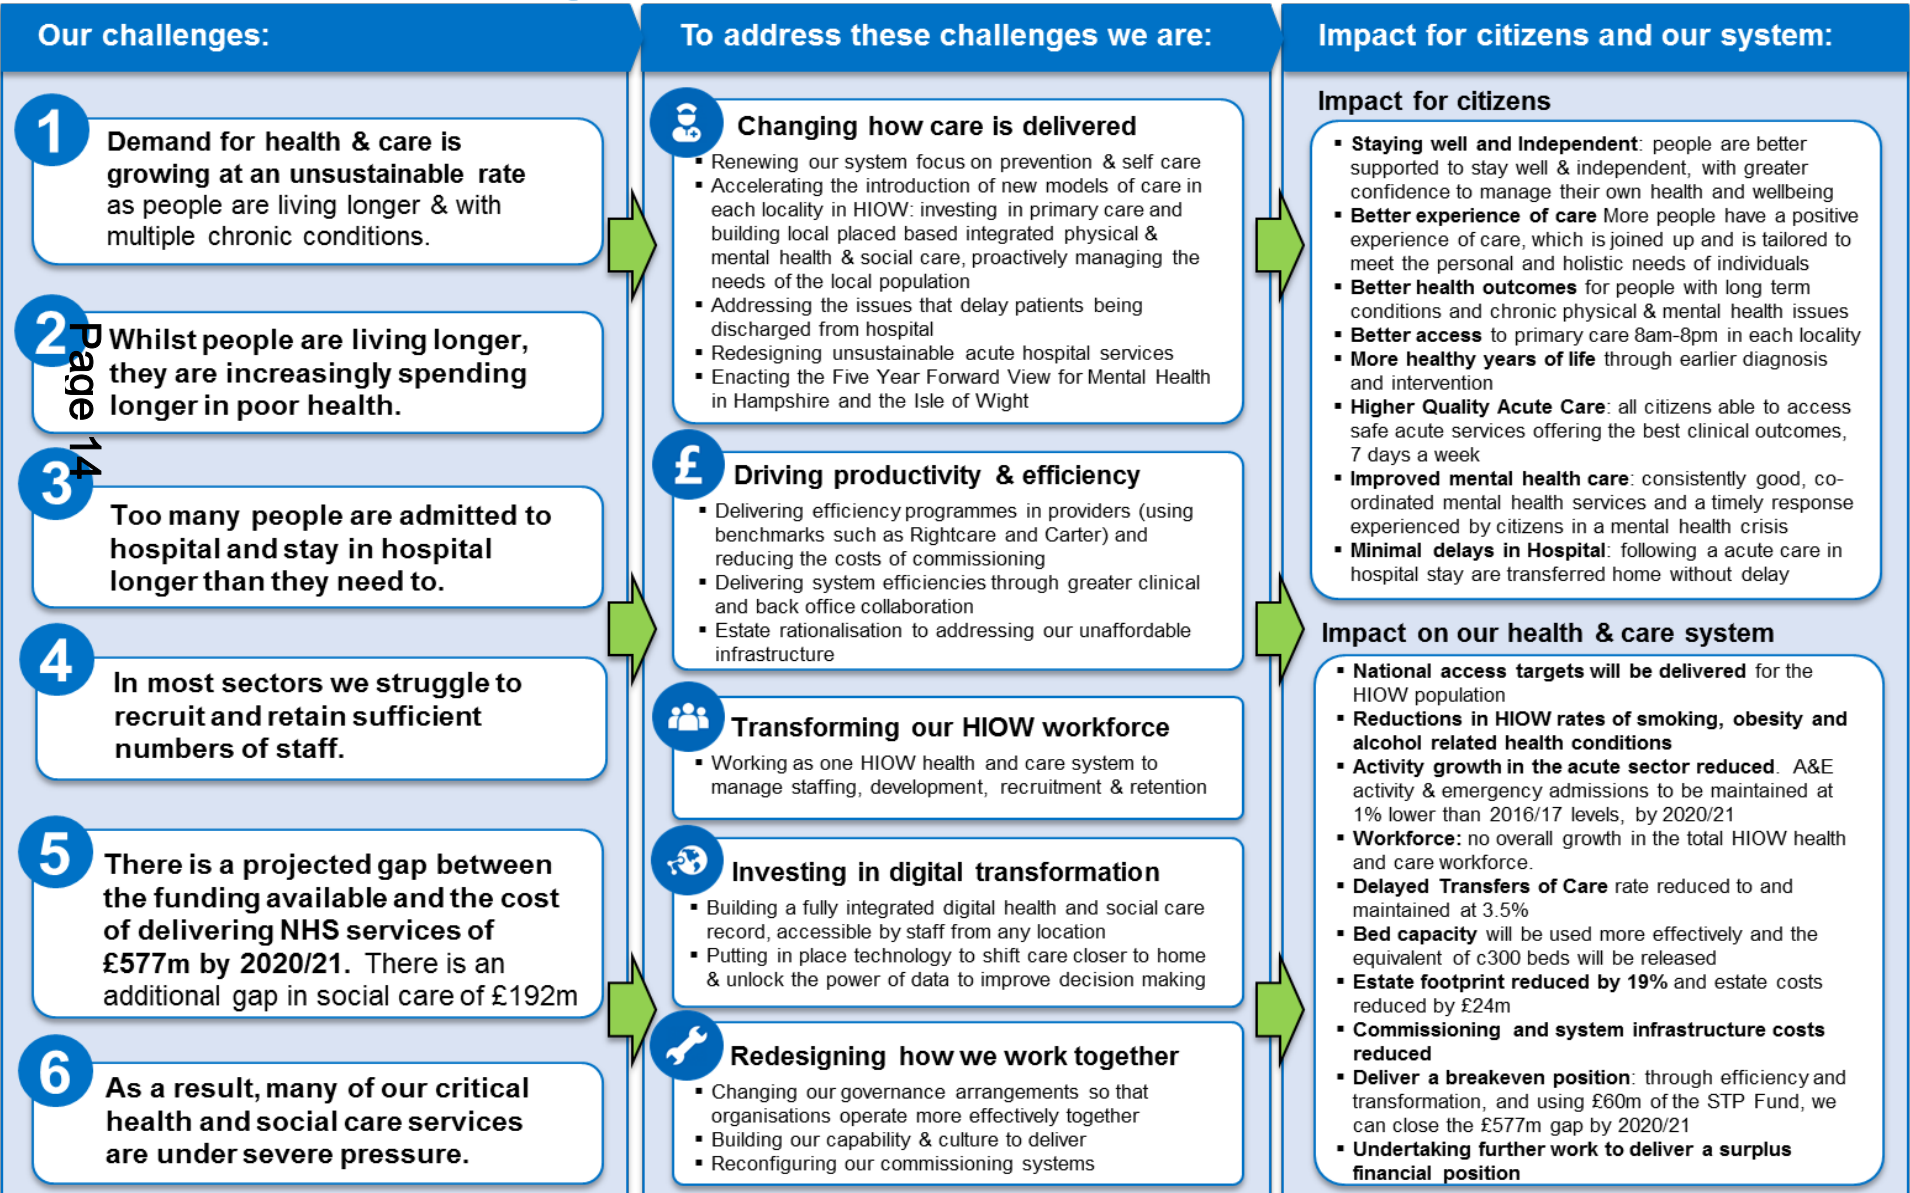 Our challenges:
1
Demand for health & care is
growing at an unsustainable rate
as people are living longer & with
multiple chronic conditions.
2
Whilst people are living longer,
they are increasingly spending
longer in poor health.
Page 14
3
Too many people are admitted to
hospital and stay in hospital
longer than they need to.
4
In most sectors we struggle to
recruit and retain sufficient
numbers of staff.
5
There is a projected gap between
the funding available and the cost
of delivering NHS services of
£577m by 2020/21. There is an
additional gap in social care of £192m
6
As a result, many of our critical
health and social care services
are under severe pressure.
To address these challenges we are:
Changing how care is delivered
▪ Renewing our system focus on prevention & self care
▪ Accelerating the introduction of new models of care in
each locality in HIOW: investing in primary care and
building local placed based integrated physical &
mental health & social care, proactively managing the
needs of the local population
▪ Addressing the issues that delay patients being
discharged from hospital
▪ Redesigning unsustainable acute hospital services
▪ Enacting the Five Year Forward View for Mental Health
in Hampshire and the Isle of Wight
£
Driving productivity & efficiency
▪ Delivering efficiency programmes in providers (using
benchmarks such as Rightcare and Carter) and
reducing the costs of commissioning
▪ Delivering system efficiencies through greater clinical
and back office collaboration
▪ Estate rationalisation to addressing our unaffordable
infrastructure
Transforming our HIOW workforce
▪ Working as one HIOW health and care system to
manage staffing, development, recruitment & retention
Investing in digital transformation
▪ Building a fully integrated digital health and social care
record, accessible by staff from any location
▪ Putting in place technology to shift care closer to home
& unlock the power of data to improve decision making
Redesigning how we work together
▪ Changing our governance arrangements so that
organisations operate more effectively together
▪ Building our capability & culture to deliver
▪ Reconfiguring our commissioning systems
Impact for citizens and our system:
Impact for citizens
▪ Staying well and Independent: people are better
supported to stay well & independent, with greater
confidence to manage their own health and wellbeing
▪ Better experience of care More people have a positive
experience of care, which is joined up and is tailored to
meet the personal and holistic needs of individuals
▪ Better health outcomes for people with long term
conditions and chronic physical & mental health issues
▪ Better access to primary care 8am-8pm in each locality
▪ More healthy years of life through earlier diagnosis
and intervention
▪ Higher Quality Acute Care: all citizens able to access
safe acute services offering the best clinical outcomes,
7 days a week
▪ Improved mental health care: consistently good, co-
ordinated mental health services and a timely response
experienced by citizens in a mental health crisis
▪ Minimal delays in Hospital: following a acute care in
hospital stay are transferred home without delay
Impact on our health & care system
▪ National access targets will be delivered for the
HIOW population
▪ Reductions in HIOW rates of smoking, obesity and
alcohol related health conditions
▪ Activity growth in the acute sector reduced. A&E
activity & emergency admissions to be maintained at
1% lower than 2016/17 levels, by 2020/21
▪ Workforce: no overall growth in the total HIOW health
and care workforce.
▪ Delayed Transfers of Care rate reduced to and
maintained at 3.5%
▪ Bed capacity will be used more effectively and the
equivalent of c300 beds will be released
▪ Estate footprint reduced by 19% and estate costs
reduced by £24m
▪ Commissioning and system infrastructure costs
reduced
▪ Deliver a breakeven position: through efficiency and
transformation, and using £60m of the STP Fund, we
can close the £577m gap by 2020/21
▪ Undertaking further work to deliver a surplus
financial position